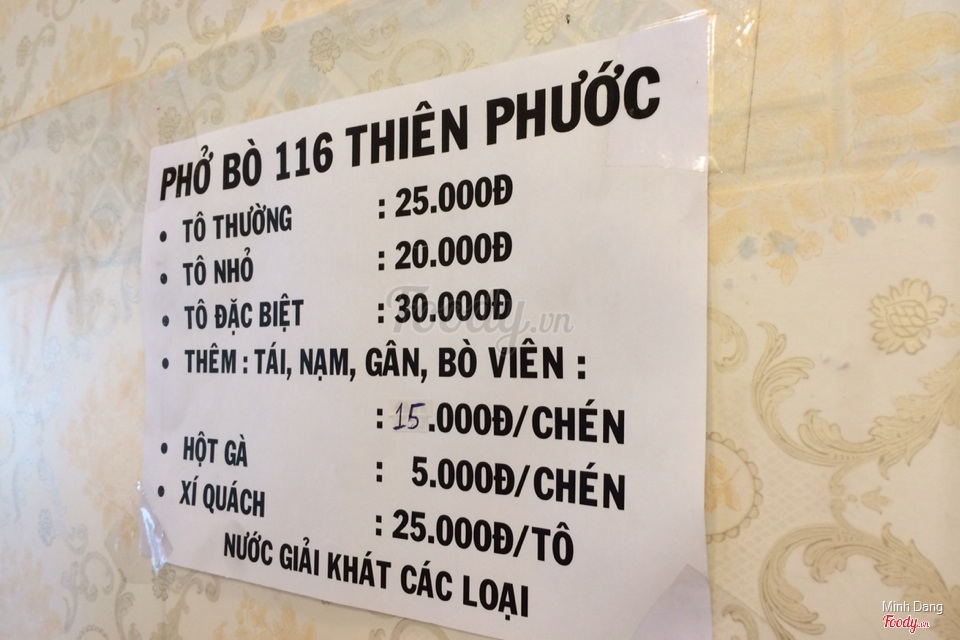 PHỞ BÒ 116 THIÊN PHƯỚC
• TÔ THƯỜNG : 25.000Đ
• TÔ NHỎ : 20.000Đ
• TÔ ĐẶC BIỆT : 30.000Đ
• THÊM : TÁI, NẠM, GÂN, BÒ VIÊN :
: 15.000Đ/CHÉN
• HỘT GÀ : 5.000Đ/CHÉN
• XÍ QUÁCH : 25.000Đ/TÔ
NƯỚC GIẢI KHÁT CÁC LOẠI
Foody.vn
Minh Dang
Foody.vn